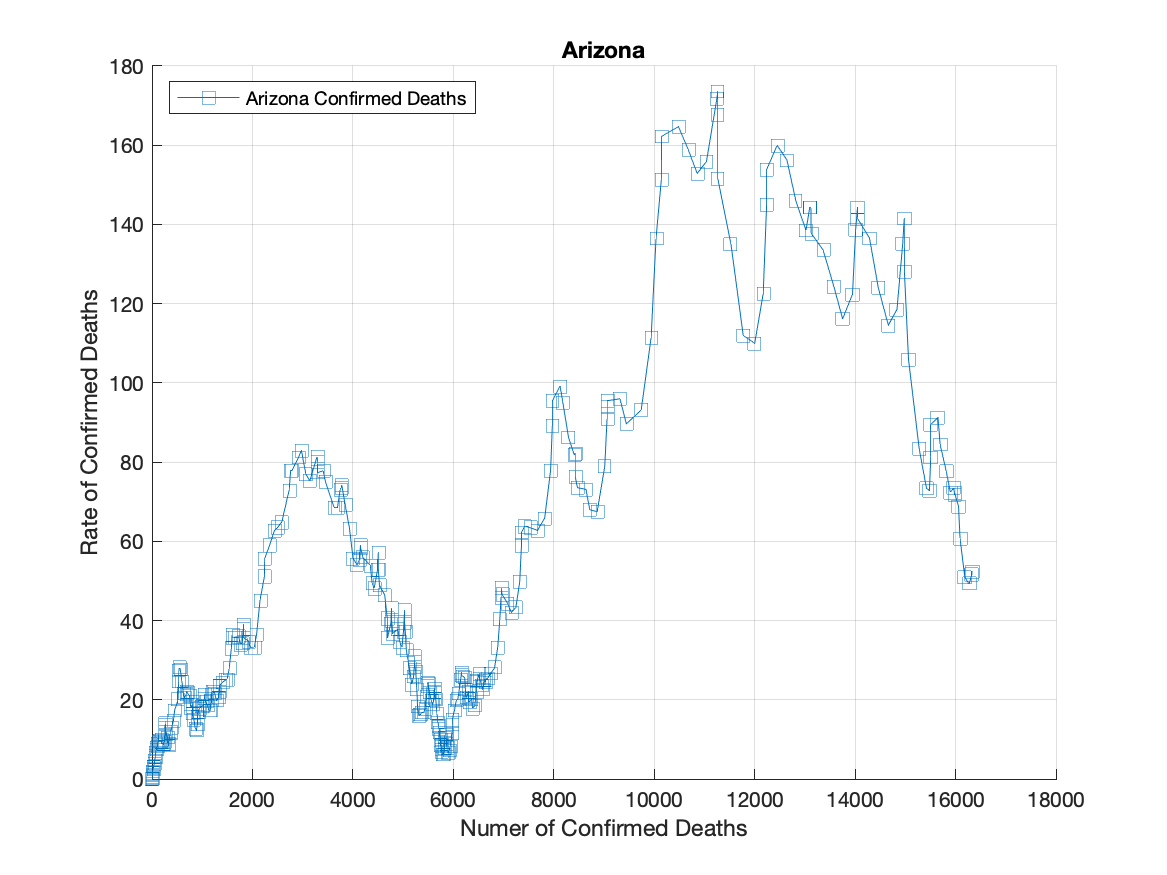 Arizona
Arizona Confirmed Deaths
Rate of Confirmed Deaths
180
160
140
120
100
80
60
40
20
0
0 2000 4000 6000 8000 10000 12000 14000 16000 18000
Numer of Confirmed Deaths